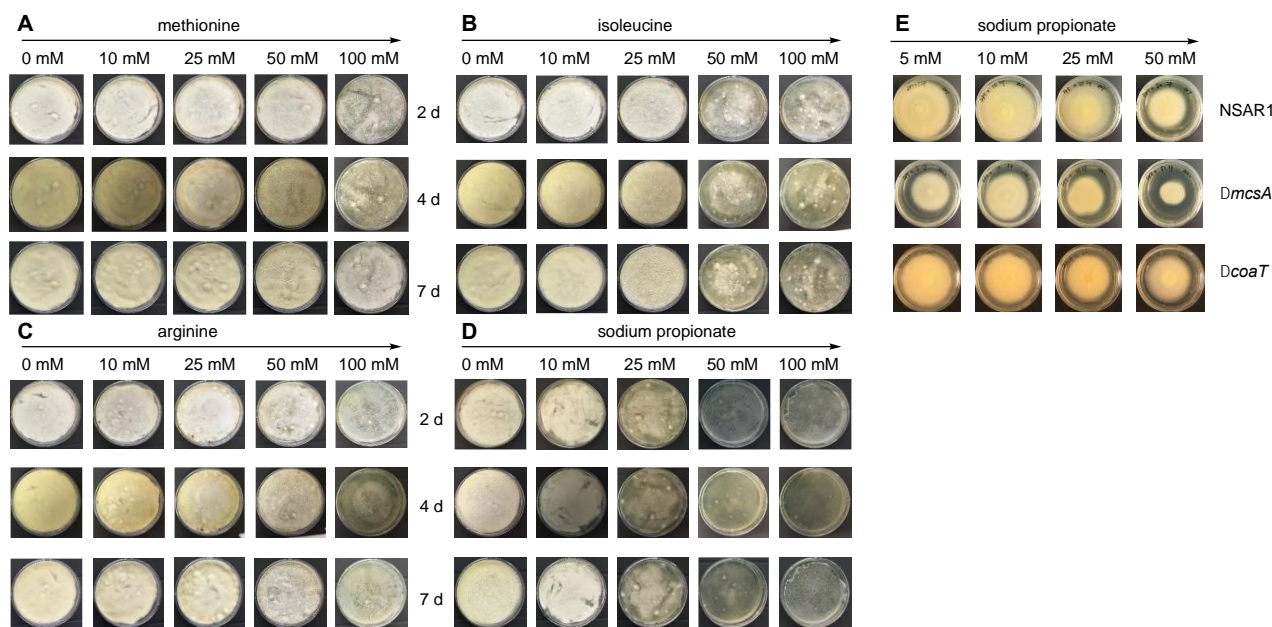 A methionine
0 mM 10 mM 25 mM 50 mM 100 mM
B isoleucine
0 mM 10 mM 25 mM 50 mM 100 mM
2 d
4 d
7 d
E sodium propionate
5 mM 10 mM 25 mM 50 mM
NSAR1
DmcsA
DcoaT
C arginine
0 mM 10 mM 25 mM 50 mM 100 mM
D sodium propionate
0 mM 10 mM 25 mM 50 mM 100 mM
2 d
4 d
7 d